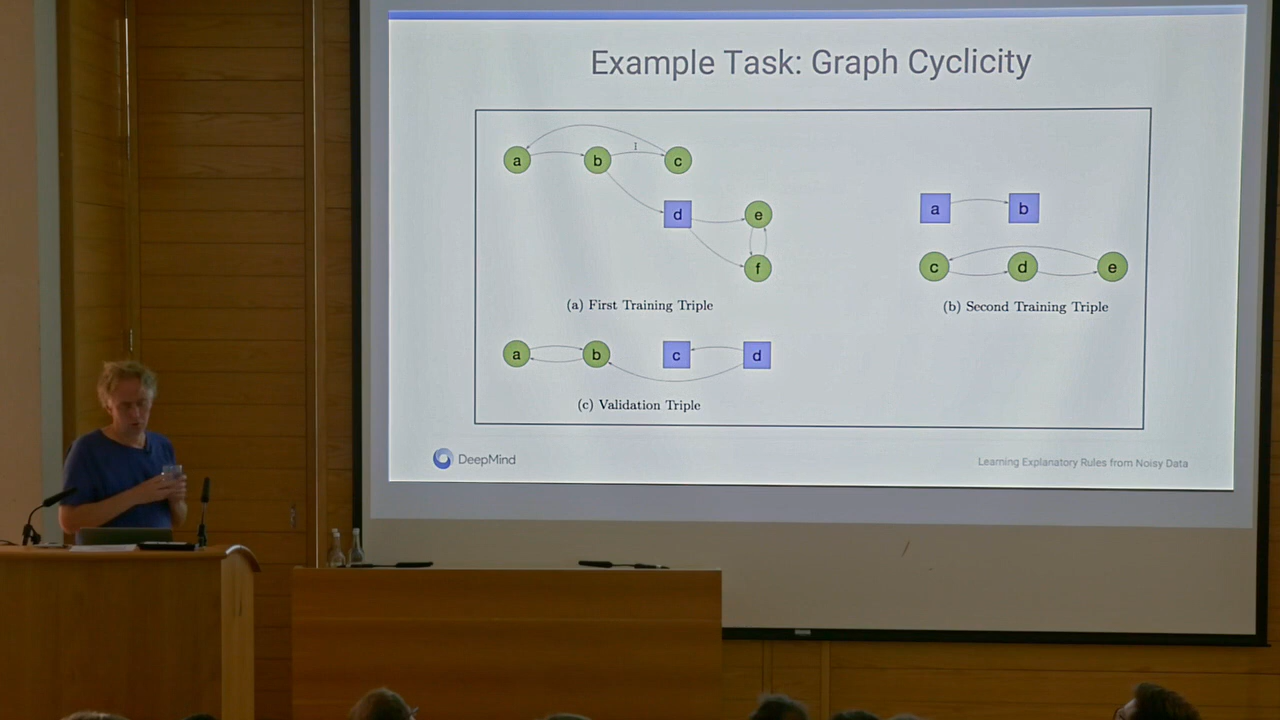 Example Task: Graph Cyclicity
a b c
d e
f
(a) First Training Triple
a b
c d e
(b) Second Training Triple
a b c d
(c) Validation Triple
DeepMind
Learning Explanatory Rules from Noisy Data